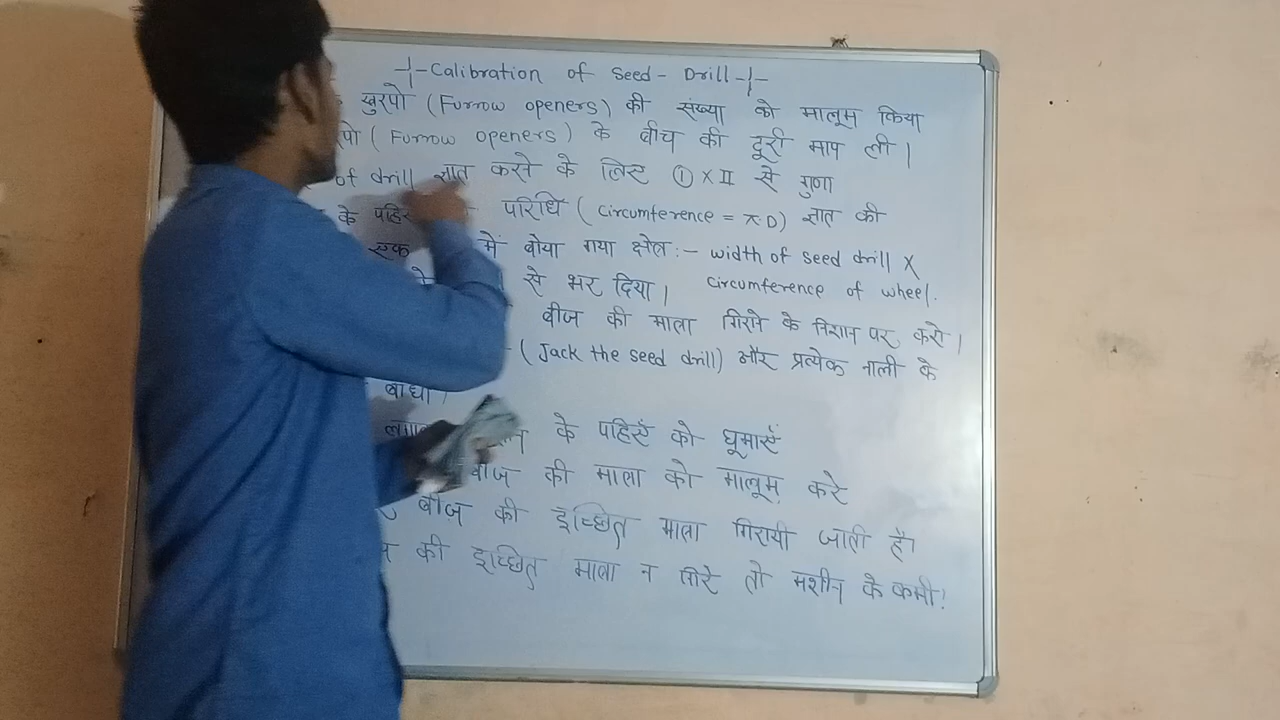 Calibration of Seed-Drill
खुरपो (Furrow openers) की संख्या को मालूम किया
(Furrow openers) के बीच की दूरी माप ली।
of drill ज्ञात करने के लिए ① X II से गुणा
के परिधि (circumference = π.D) ज्ञात की
एक में बोया गया क्षेत्र:- width of seed drill X
से भर दिया। circumference of wheel.
बीज की मात्रा गिराने के निशान पर करो।
(Jack the seed drill) और प्रत्येक नाली के
बांधो।
के पहिएँ को घूमाएँ
बीज की मात्रा को मालूम करे
बीज की इच्छित मात्रा गिरायी जाती है।
की इच्छित मात्रा न गिरे तो मशीन के कमी!